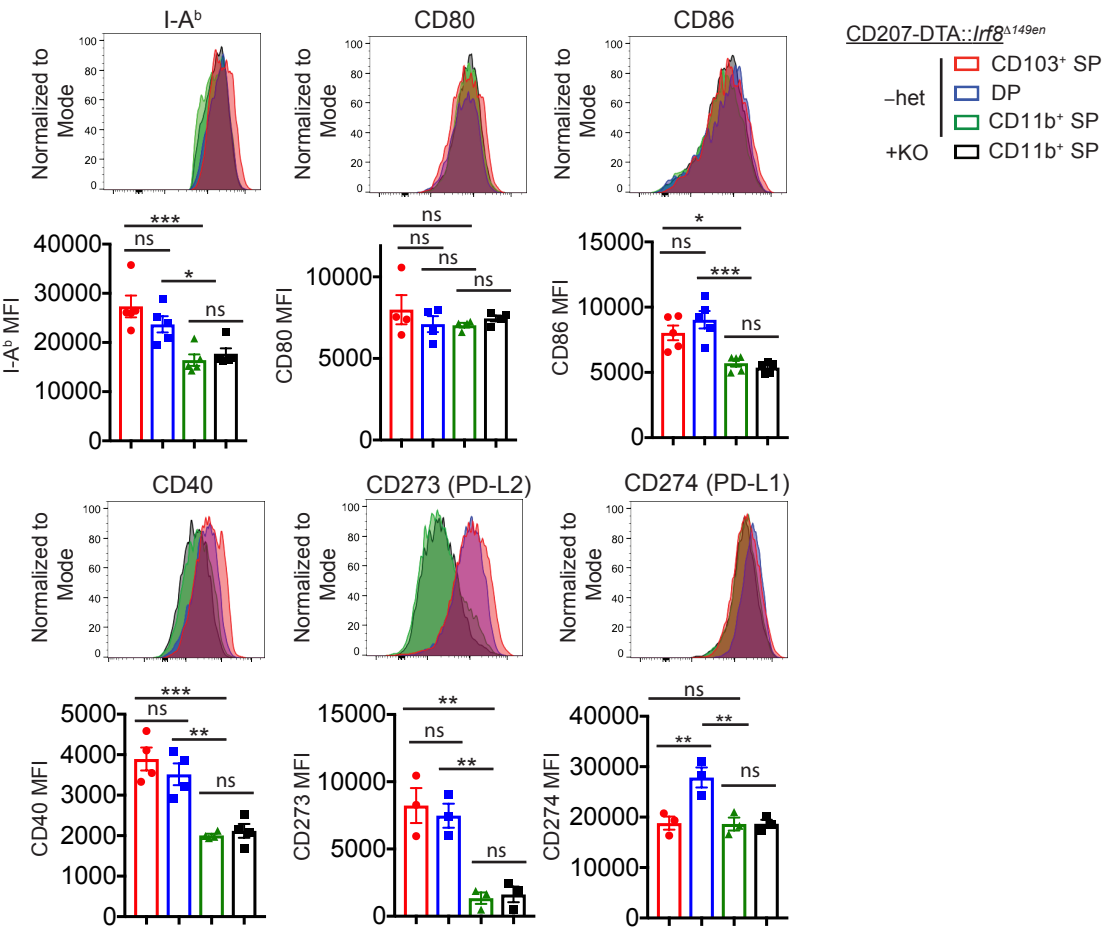 I-Aᵇ
CD80
CD86
CD207-DTA::Irf8Δ149en
–het
CD103⁺ SP
DP
CD11b⁺ SP
+KO
CD11b⁺ SP
Normalized to
Mode
100
80
60
40
20
0
Normalized to
Mode
100
80
60
40
20
0
Normalized to
Mode
100
80
60
40
20
0
I-Aᵇ MFI
40000
30000
20000
10000
0
***
ns
*
ns
CD80 MFI
10000
5000
0
ns
ns
ns
ns
CD86 MFI
15000
10000
5000
0
*
ns
***
ns
CD40
CD273 (PD-L2)
CD274 (PD-L1)
Normalized to
Mode
100
80
60
40
20
0
Normalized to
Mode
100
80
60
40
20
0
Normalized to
Mode
100
80
60
40
20
0
CD40 MFI
5000
4000
3000
2000
1000
0
***
ns
**
ns
CD273 MFI
15000
10000
5000
0
**
ns
**
ns
CD274 MFI
40000
30000
20000
10000
0
ns
**
**
ns